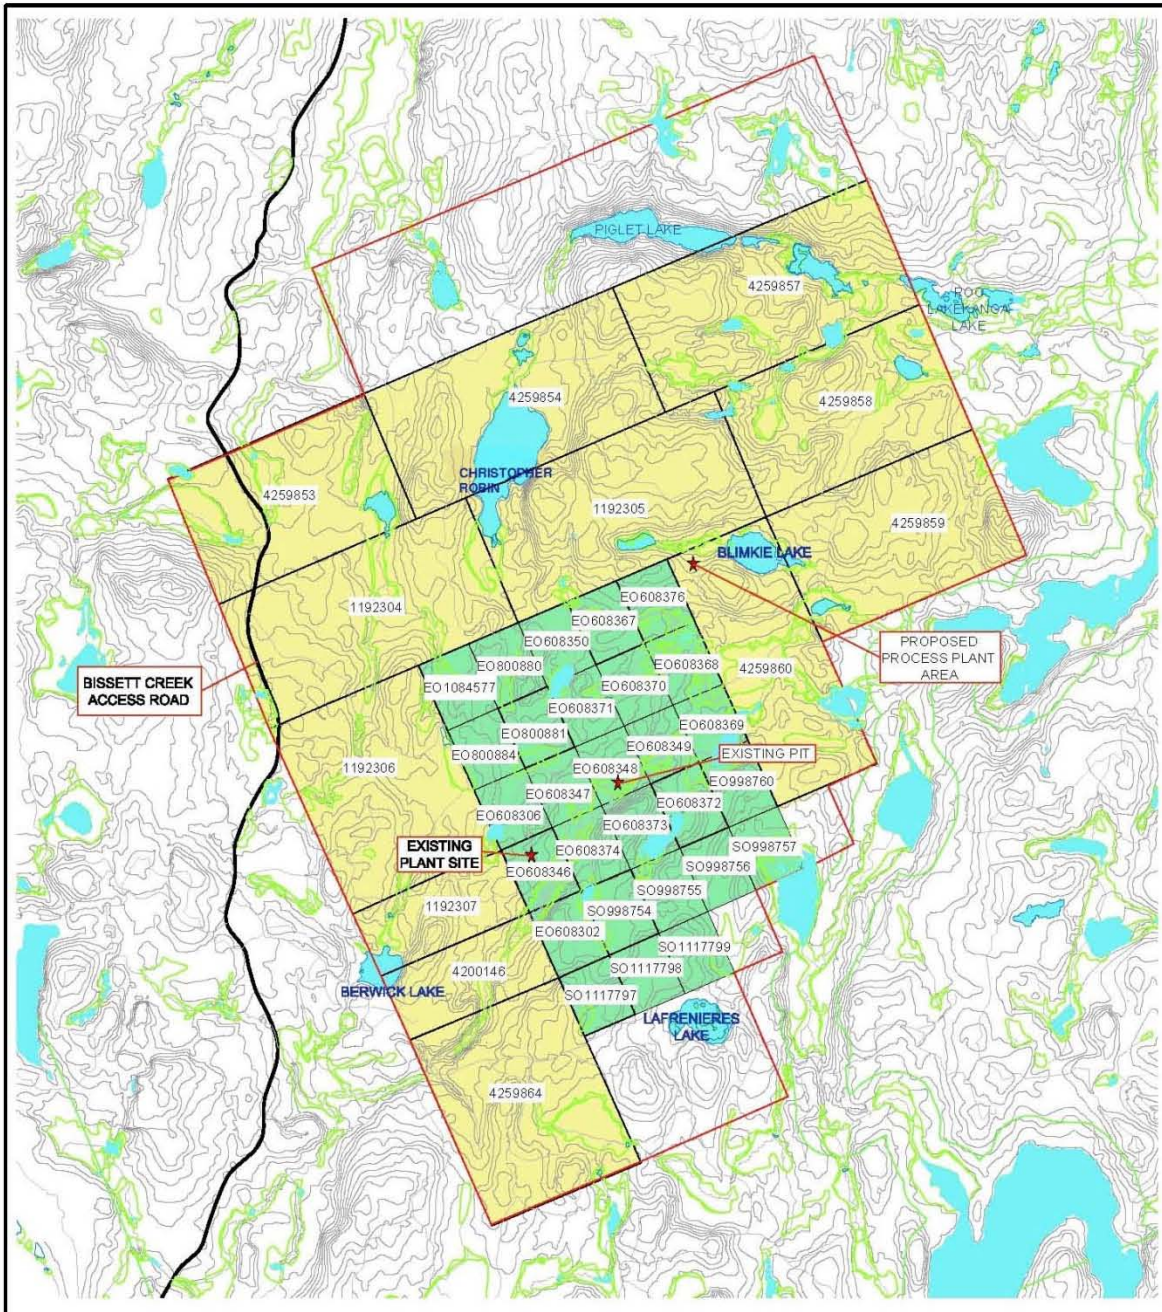 PIGLET LAKE
4259857
ROO
LAKEKANGA
LAKE
4259854
4259858
CHRISTOPHER
ROBIN
4259853
1192305
4259859
BLIMKIE LAKE
1192304
EO608376
EO608367
EO608350
PROPOSED
PROCESS PLANT
AREA
EO800880
EO608368
4259860
EO1084577
EO608370
BISSETT CREEK
ACCESS ROAD
EO608371
EO608369
EO800881
EO608349
EO800884
EXISTING PIT
1192306
EO608348
EO998760
EO608347
EO608372
EO608306
EO608373
EXISTING
PLANT SITE
EO608374
SO998757
EO608346
SO998756
SO998755
1192307
SO998754
EO608302
SO1117799
4200146
SO1117798
BERWICK LAKE
SO1117797
LAFRENIERES
LAKE
4259864